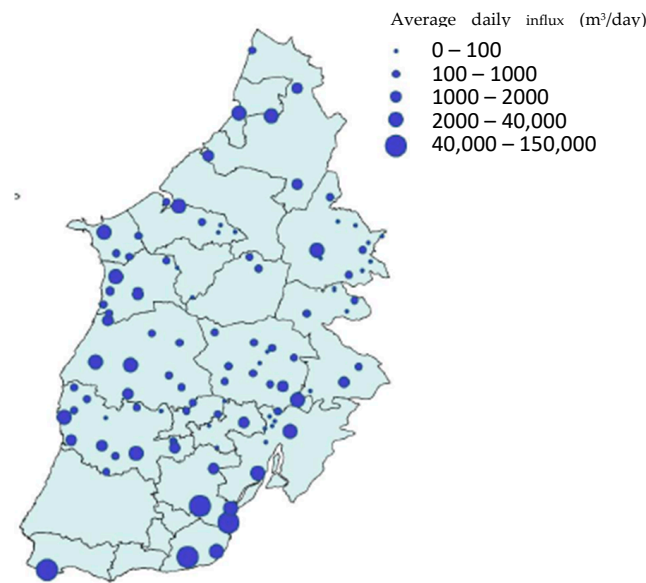 Average daily influx (m³/day)
0 – 100
100 – 1000
1000 – 2000
2000 – 40,000
40,000 – 150,000